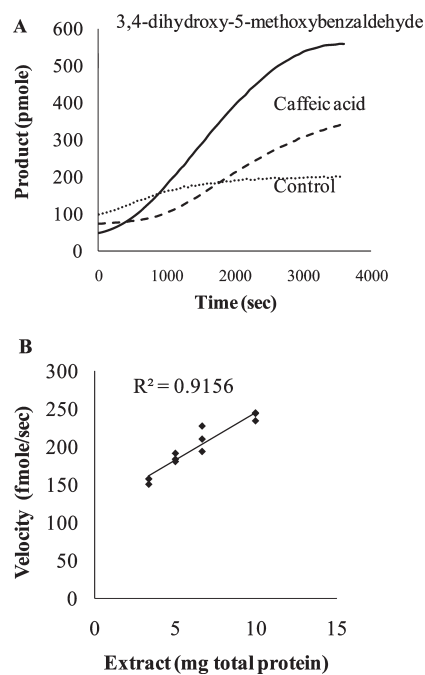 A
3,4-dihydroxy-5-methoxybenzaldehyde
600
500
400
300
200
100
0
Product (pmole)
Caffeic acid
Control
0 1000 2000 3000 4000
Time (sec)
B
300
250
200
150
100
50
0
Velocity (fmole/sec)
R² = 0.9156
0 5 10 15
Extract (mg total protein)